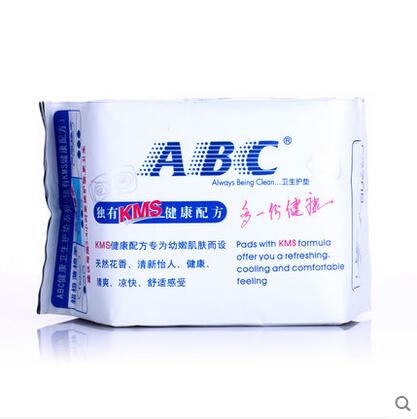 ABC®
Always Being Clean...卫生护垫
独有KMS健康配方
多一份健康
KMS健康配方专为幼嫩肌肤而设
天然花香、清新怡人、健康、
清爽、凉快、舒适感受
Pads with KMS formula
offer you a refreshing,
cooling and comfortable
feeling